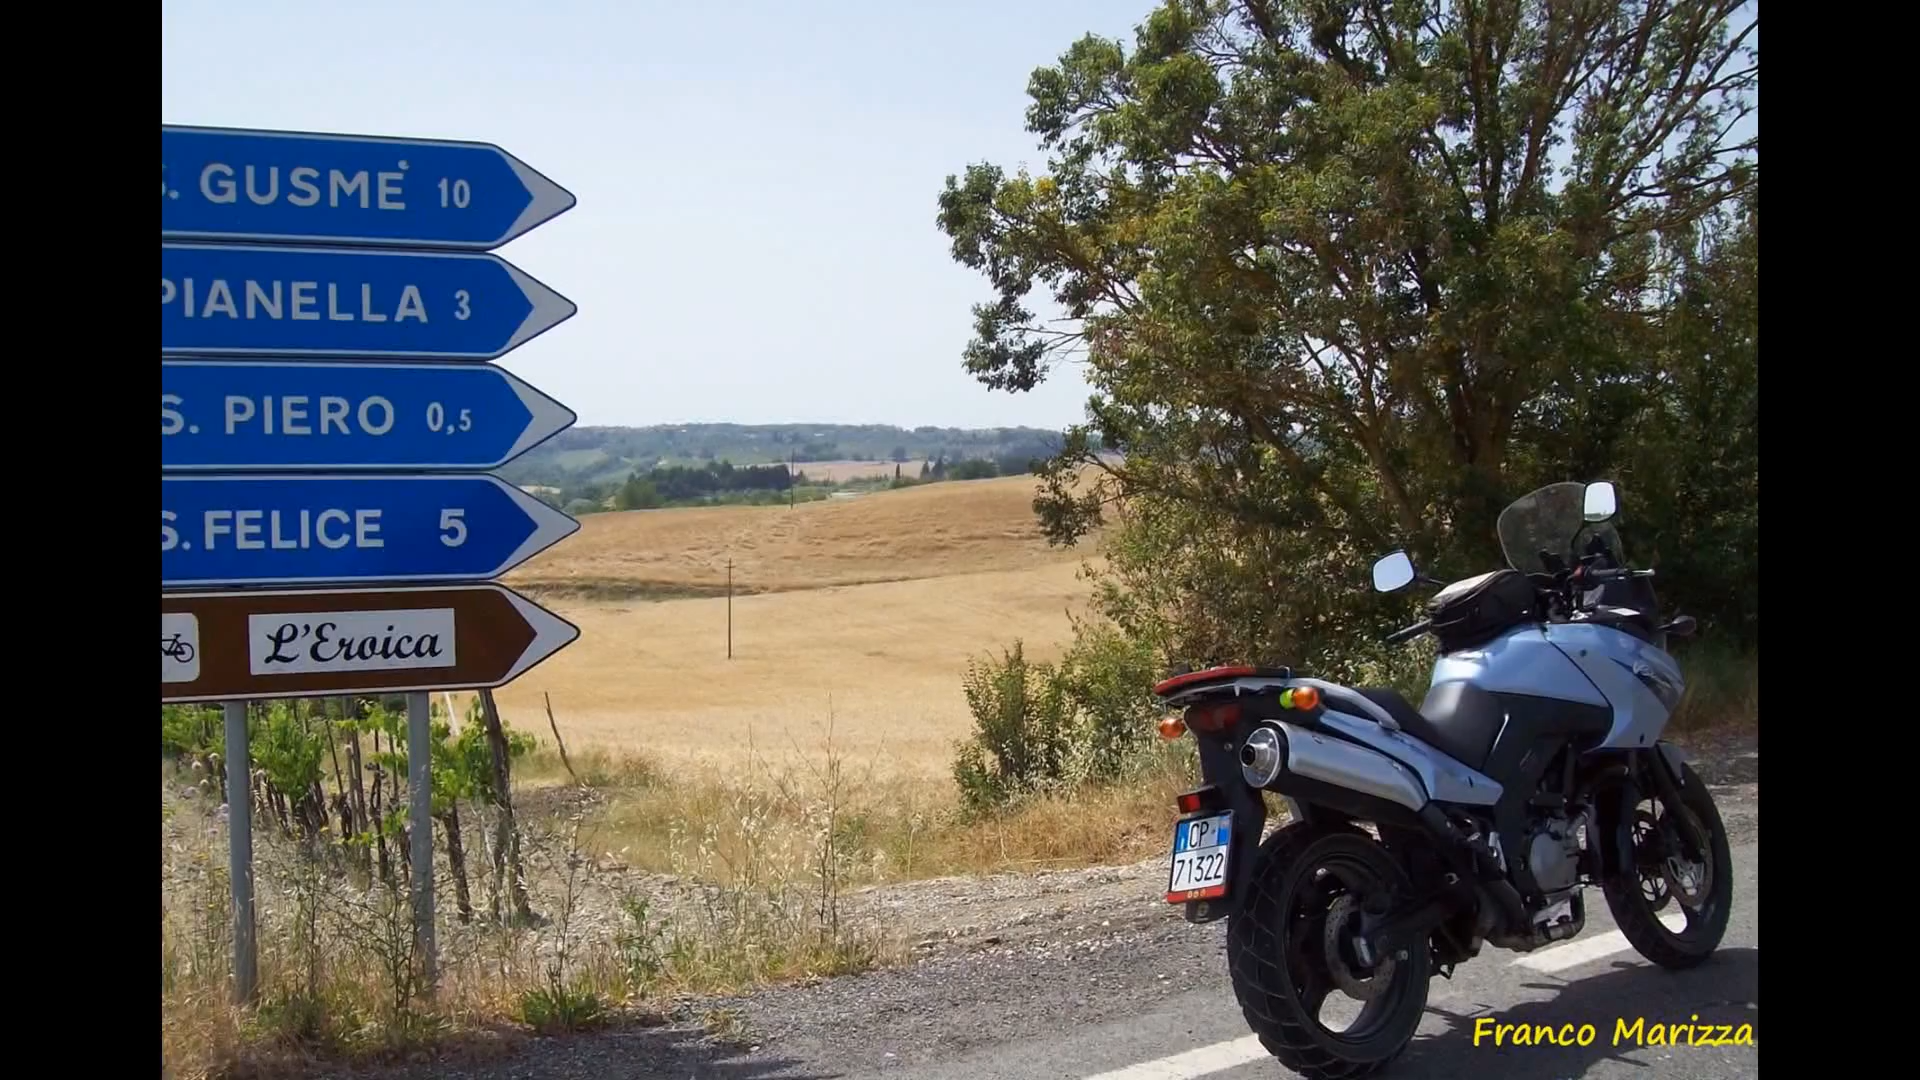 S. GUSMÈ 10
PIANELLA 3
S. PIERO 0,5
S. FELICE 5
L'Eroica
CP
71322
Franco Marizza